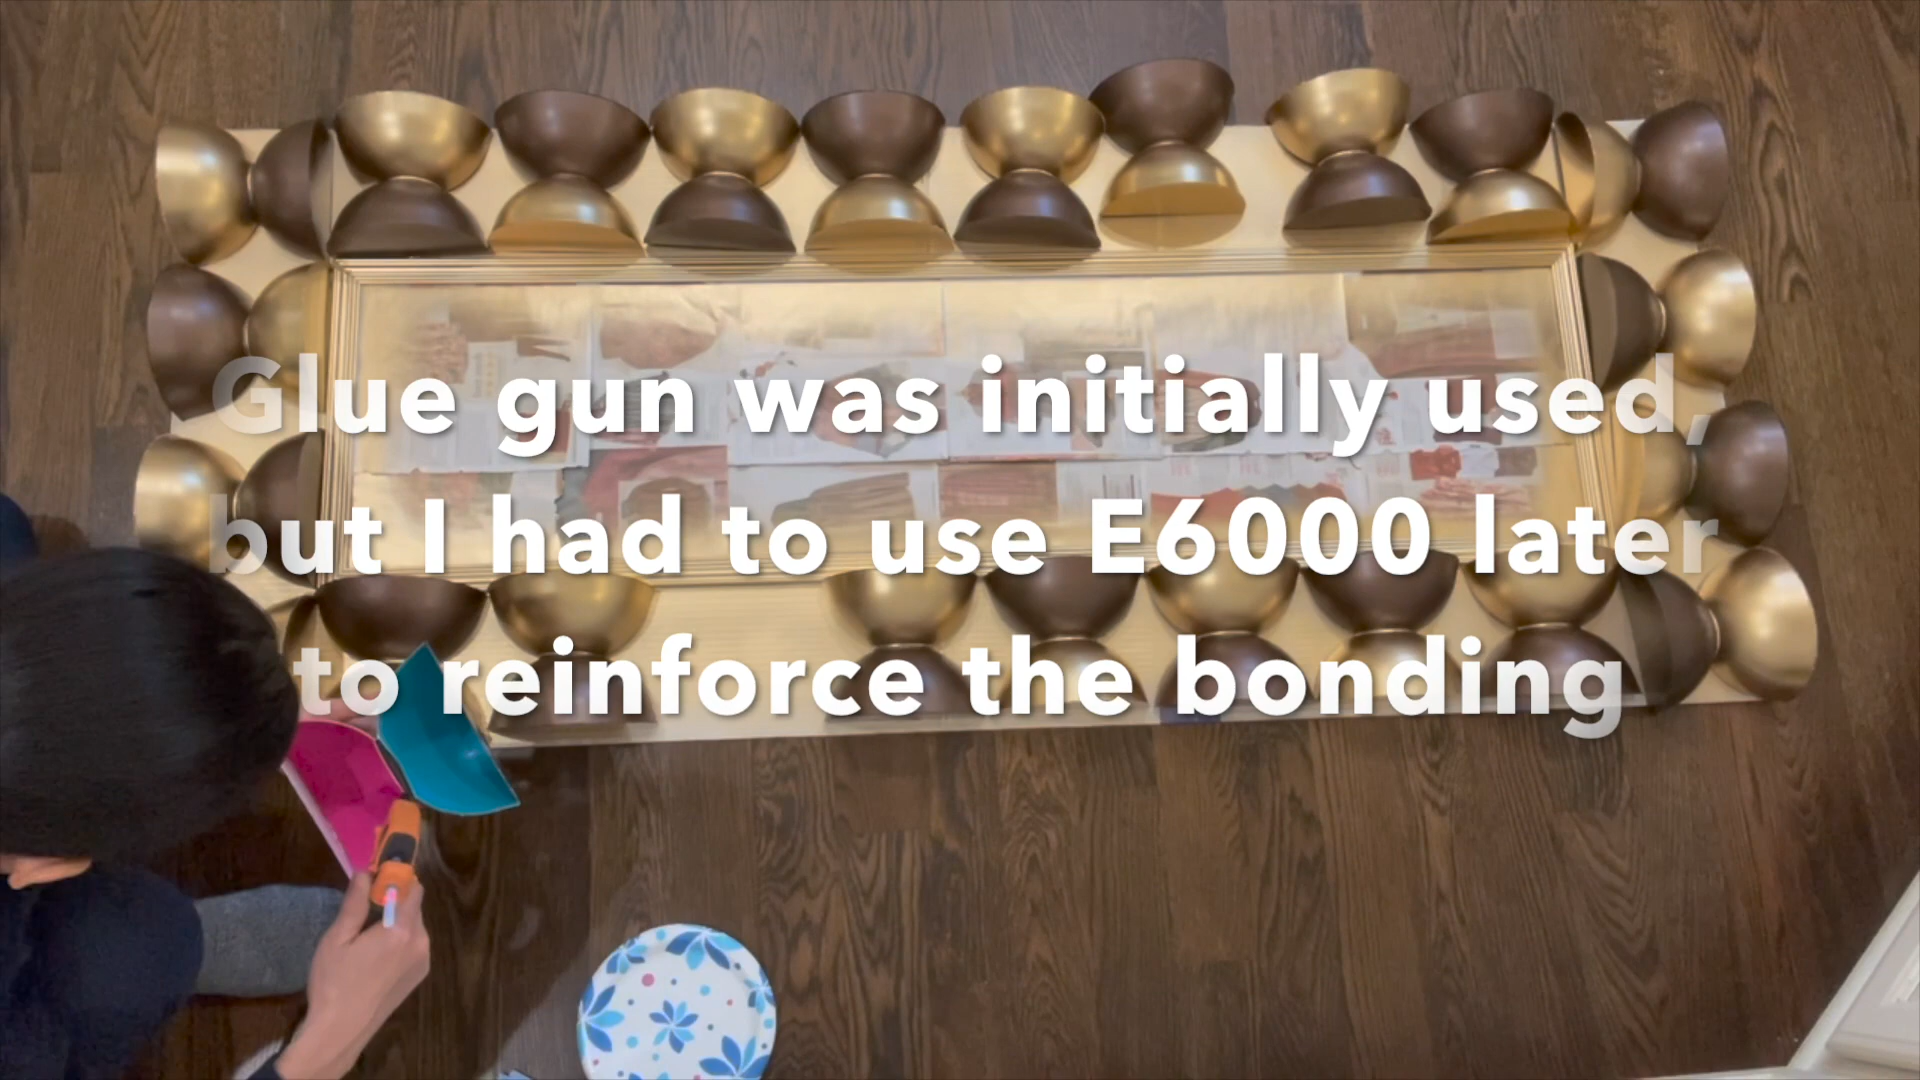 Glue gun was initially used,
but I had to use E6000 later
to reinforce the bonding